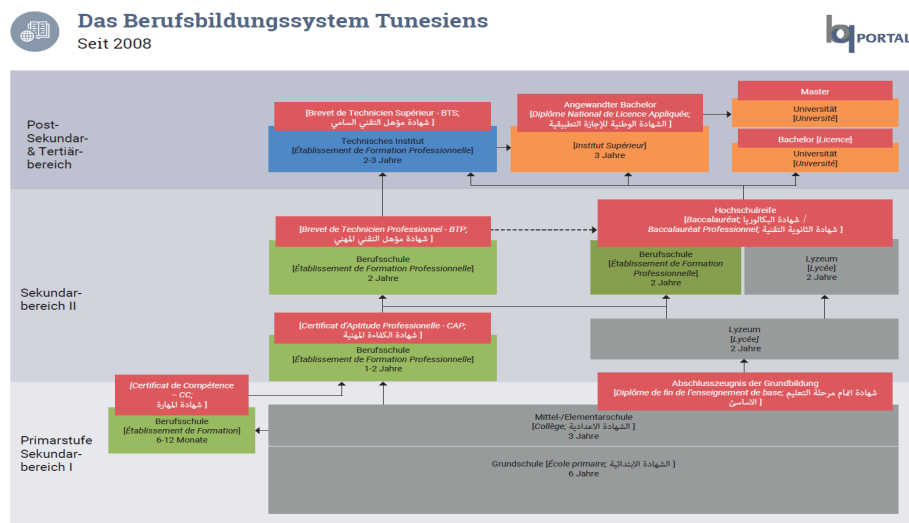 Das Berufsbildungssystem Tunesiens
Seit 2008
bq PORTAL
Post-
Sekundar-
& Tertiär-
bereich
[Brevet de Technicien Supérieur - BTS;
شهادة مؤهل التقني السامي ]
Technisches Institut
[Établissement de Formation Professionnelle]
2-3 Jahre
Angewandter Bachelor
[Diplôme National de Licence Appliquée;
الشهادة الوطنية للإجازة التطبيقية ]
[Institut Supérieur]
3 Jahre
Master
Universität
[Université]
Bachelor [Licence]
Universität
[Université]
Sekundar-
bereich II
[Brevet de Technicien Professionnel - BTP;
شهادة مؤهل التقني المهني ]
Berufsschule
[Établissement de Formation Professionnelle]
2 Jahre
Hochschulreife
[Baccalauréat; شهادة البكالوريا /
Baccalauréat Professionnel; شهادة الثانوية التقنية ]
Berufsschule
[Établissement de Formation
Professionnelle]
2 Jahre
Lyzeum
[Lycée]
2 Jahre
[Certificat d'Aptitude Professionelle - CAP;
شهادة الكفاءة المهنية ]
Berufsschule
[Établissement de Formation Professionnelle]
1-2 Jahre
Lyzeum
[Lycée]
2 Jahre
Primarstufe
Sekundar-
bereich I
[Certificat de Compétence
– CC;
شهادة المهارة ]
Berufsschule
[Établissement de Formation]
6-12 Monate
Abschlusszeugnis der Grundbildung
[Diplôme de fin de l'enseignement de base; شهادة اتمام مرحلة التعليم
الاساسئ ]
Mittel-/Elementarschule
[Collège; الشهادة الاعدادية ]
3 Jahre
Grundschule [École primaire; الشهادة الابتدائية ]
6 Jahre